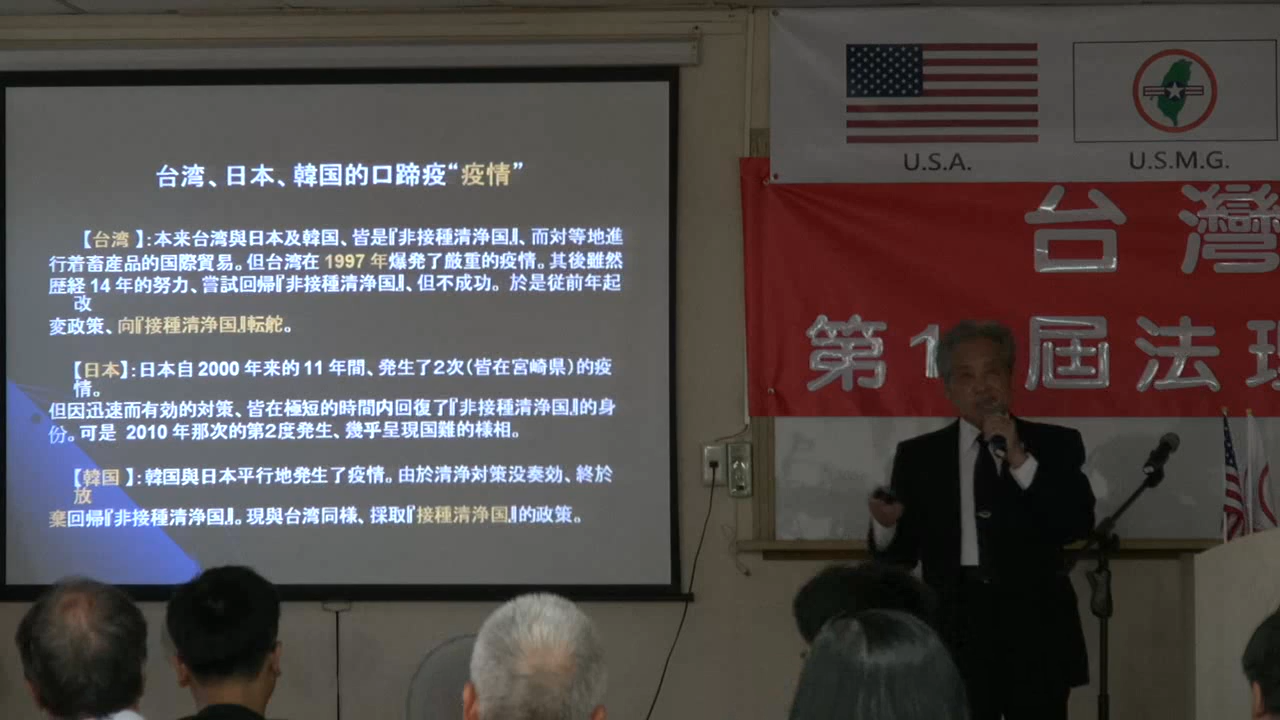 台湾、日本、韓国的口蹄疫“疫情”
【台湾 】:本来台湾與日本及韓国、皆是『非接種清浄国』、而対等地進
行着畜産品的国際貿易。但台湾在 1997 年爆発了厳重的疫情。其後雖然
歴経 14 年的努力、嘗試回帰『非接種清浄国』、但不成功。 於是従前年起
改
変政策、向『接種清浄国』転舵。
【日本】:日本自 2000 年来的 11 年間、発生了2次（皆在宮崎県）的疫
情。
但因迅速而有効的対策、皆在極短的時間内回復了『非接種清浄国』的身
份。可是 2010 年那次的第2度発生、幾乎呈現国難的様相。
【韓国 】:韓国與日本平行地発生了疫情。由於清浄対策没奏効、終於
放
棄回帰『非接種清浄国』。現與台湾同様、採取『接種清浄国』的政策。
U.S.A.
U.S.M.G.
台灣
第1 屆法理